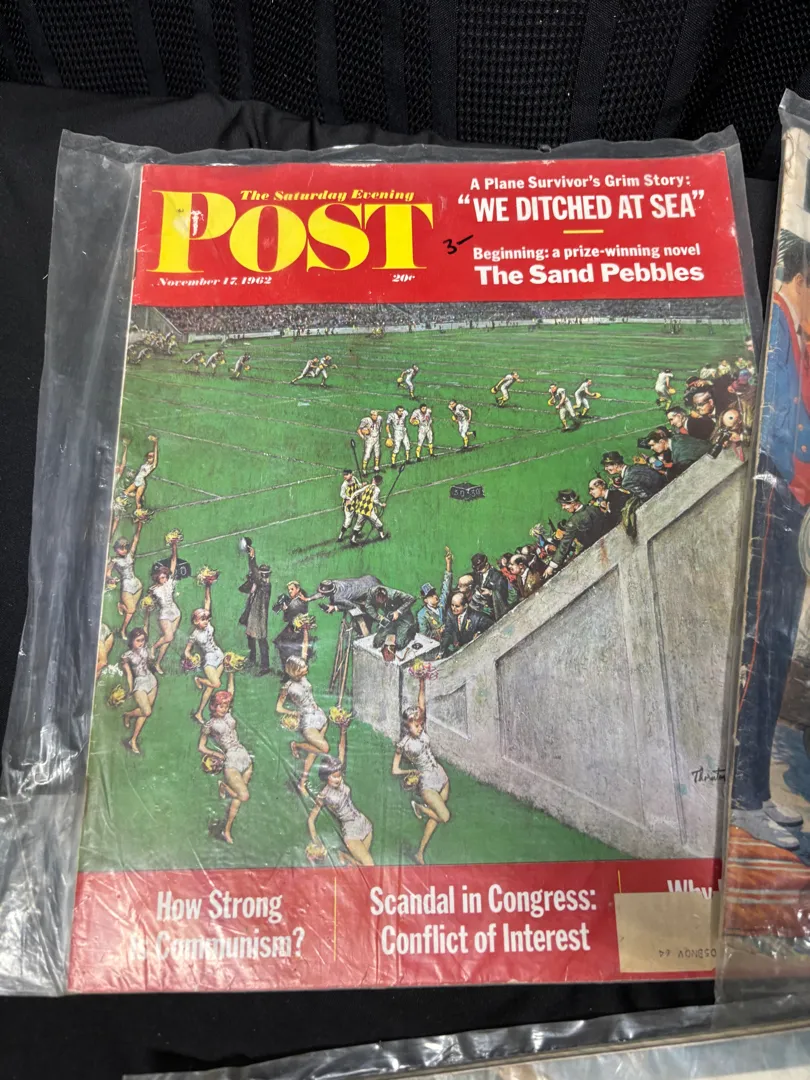 The Saturday Evening
POST
November 17, 1962
20¢
3-
A Plane Survivor's Grim Story:
"WE DITCHED AT SEA"
Beginning: a prize-winning novel
The Sand Pebbles
How Strong
Is Communism?
Scandal in Congress:
Conflict of Interest
Why